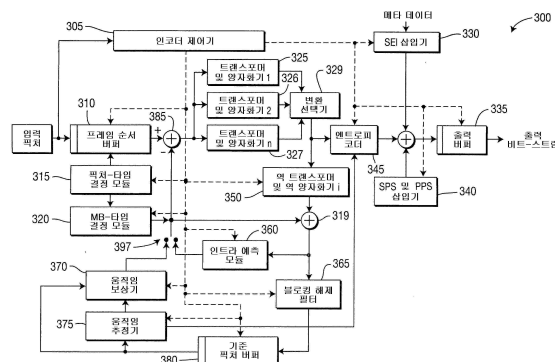 메타 데이터
300
305
인코더 제어기
SEI 삽입기
330
325
트랜스포머
및 양자화기 1
326
트랜스포머
및 양자화기 2
329
변환
선택기
310
프레임 순서
버퍼
385
+
-
입력
픽쳐
트랜스포머
및 양자화기 n
327
엔트로피
코더
345
335
출력
버퍼
출력
비트-스트림
315
픽쳐-타입
결정 모듈
역 트랜스포머
및 역 양자화기 i
350
SPS 및 PPS
삽입기
340
320
MB-타입
결정 모듈
319
397
360
인트라 예측
모듈
365
블로킹 해제
필터
370
움직임
보상기
375
움직임
추정기
기준
픽쳐 버퍼
380